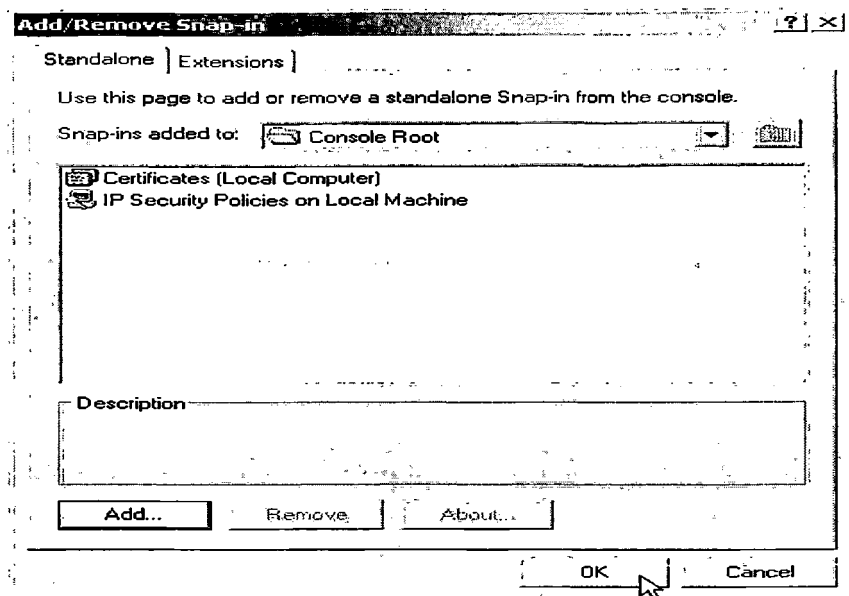 Add/Remove Snap-in
Standalone Extensions
Use this page to add or remove a standalone Snap-in from the console.
Snap-ins added to: Console Root
Certificates (Local Computer)
IP Security Policies on Local Machine
Description
Add... Remove About...
OK Cancel